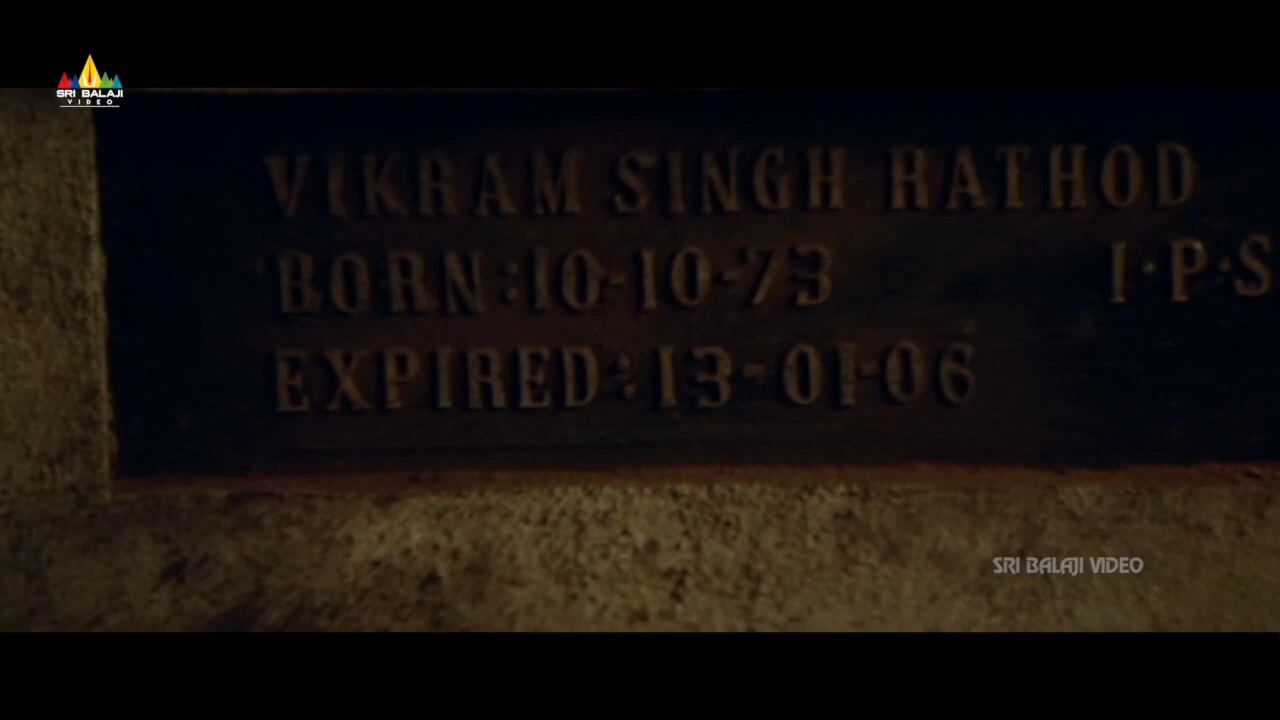 SRI BALAJI
VIDEO
VIKRAM SINGH RATHOD
BORN:10-10-73 I.P.S
EXPIRED:13-01-06
SRI BALAJI VIDEO